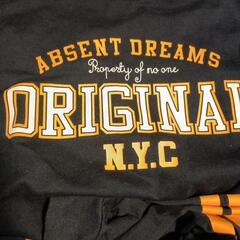 ABSENT DREAMS
Property of no one
ORIGINAL
N.Y.C